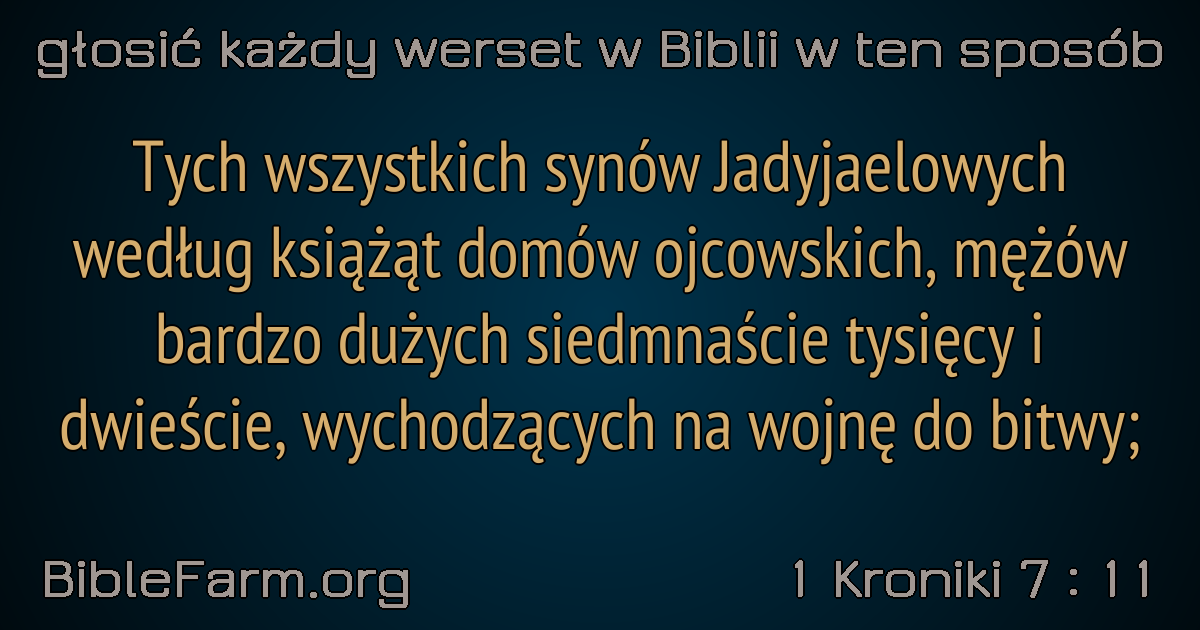 głosić każdy werset w Biblii w ten sposób
Tych wszystkich synów Jadyjaelowych
według książąt domów ojcowskich, mężów
bardzo dużych siedmnaście tysięcy i
dwieście, wychodzących na wojnę do bitwy;
BibleFarm.org
1 Kroniki 7 : 11